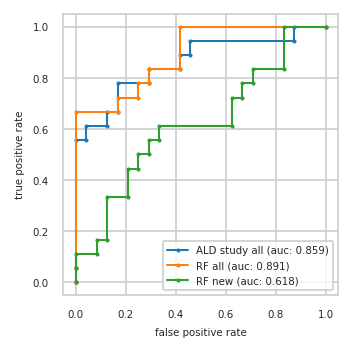 1.0
0.8
0.6
0.4
0.2
0.0
true positive rate
ALD study all (auc: 0.859)
RF all (auc: 0.891)
RF new (auc: 0.618)
0.0 0.2 0.4 0.6 0.8 1.0
false positive rate